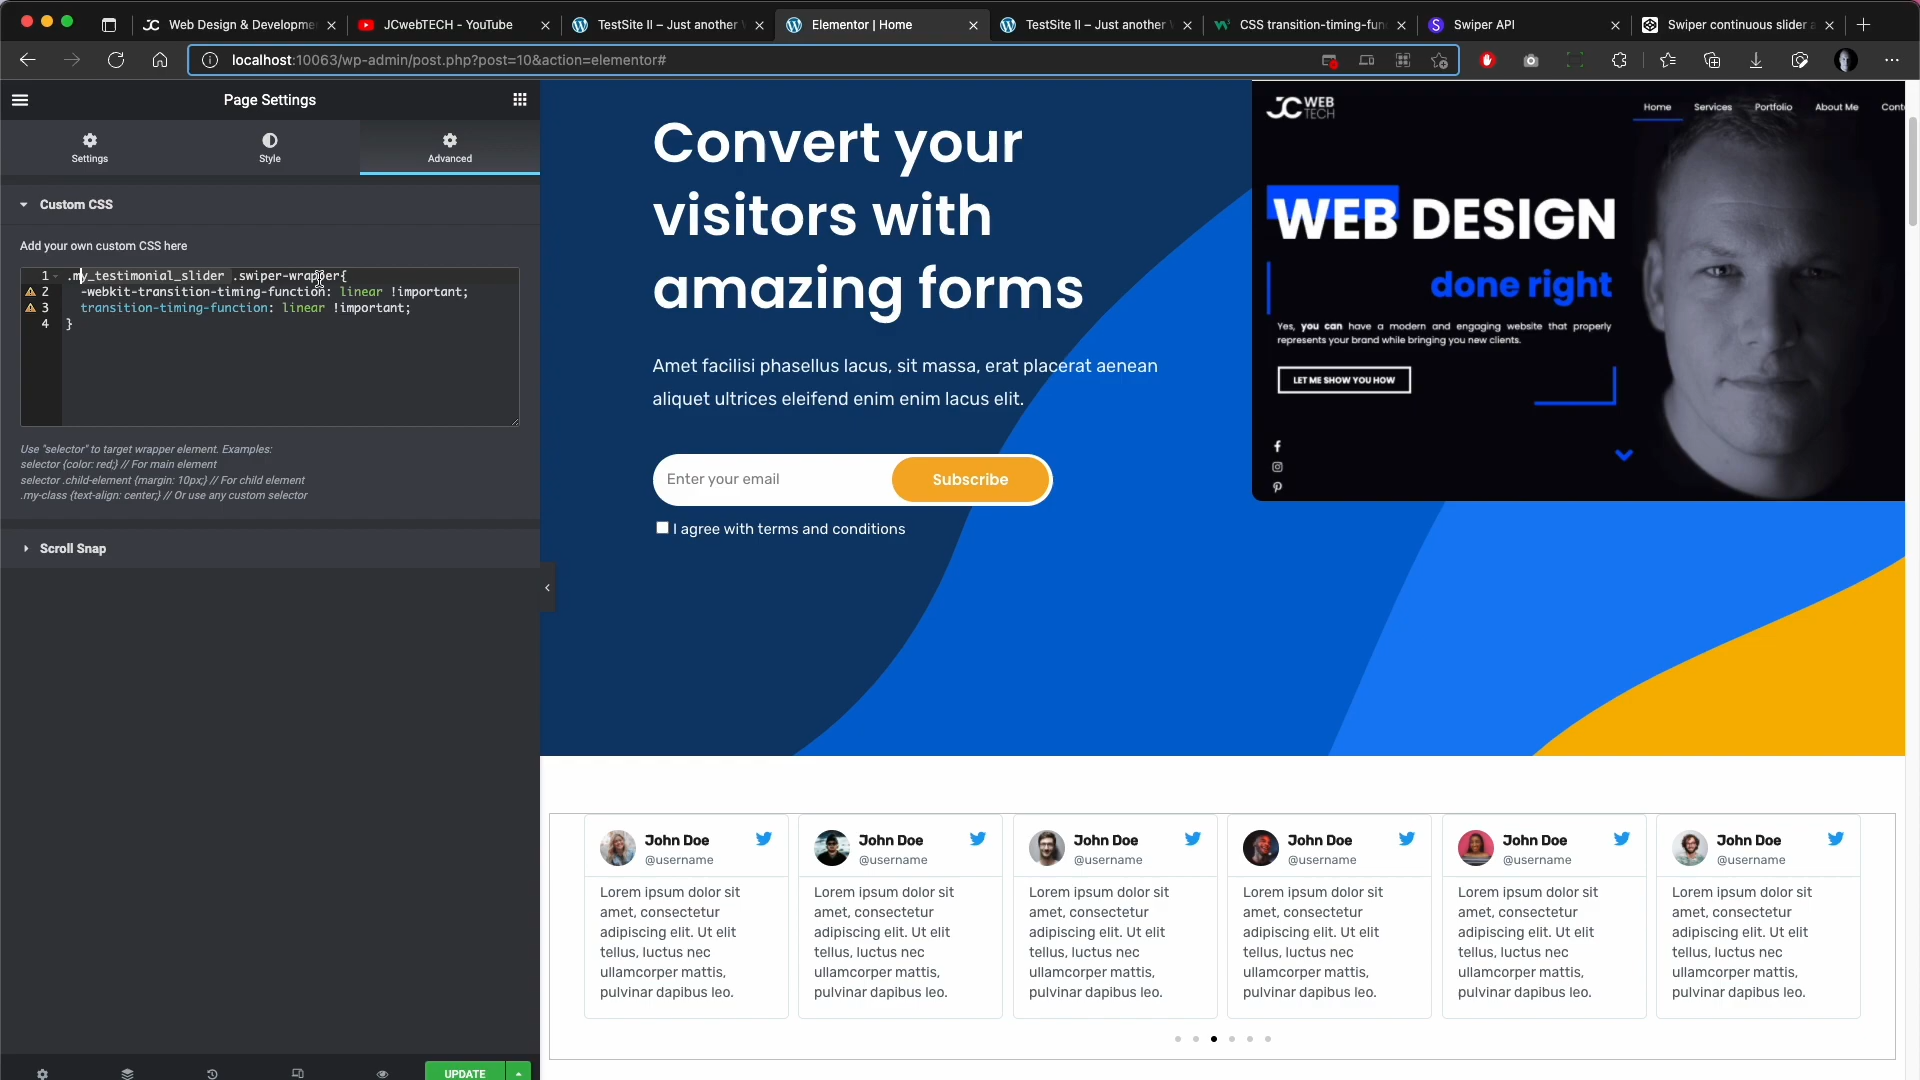 Web Design & Developme
JCwebTECH - YouTube
TestSite II – Just another
Elementor | Home
TestSite II – Just another
CSS transition-timing-fun
Swiper API
Swiper continuous slider a
localhost:10063/wp-admin/post.php?post=10&action=elementor#
Page Settings
Settings
Style
Advanced
Custom CSS
Add your own custom CSS here
1 .my_testimonial_slider .swiper-wrapper{
2 -webkit-transition-timing-function: linear !important;
3 transition-timing-function: linear !important;
4 }
Use "selector" to target wrapper element. Examples:
selector {color: red;} // For main element
selector .child-element {margin: 10px;} // For child element
.my-class {text-align: center;} // Or use any custom selector
Scroll Snap
UPDATE
Convert your
visitors with
amazing forms
Amet facilisi phasellus lacus, sit massa, erat placerat aenean
aliquet ultrices eleifend enim enim lacus elit.
Enter your email
Subscribe
I agree with terms and conditions
JC WEB
TECH
Home Services Portfolio About Me Cont
WEB DESIGN
done right
Yes, you can have a modern and engaging website that properly
represents your brand while bringing you new clients.
LET ME SHOW YOU HOW
John Doe
@username
Lorem ipsum dolor sit
amet, consectetur
adipiscing elit. Ut elit
tellus, luctus nec
ullamcorper mattis,
pulvinar dapibus leo.
John Doe
@username
Lorem ipsum dolor sit
amet, consectetur
adipiscing elit. Ut elit
tellus, luctus nec
ullamcorper mattis,
pulvinar dapibus leo.
John Doe
@username
Lorem ipsum dolor sit
amet, consectetur
adipiscing elit. Ut elit
tellus, luctus nec
ullamcorper mattis,
pulvinar dapibus leo.
John Doe
@username
Lorem ipsum dolor sit
amet, consectetur
adipiscing elit. Ut elit
tellus, luctus nec
ullamcorper mattis,
pulvinar dapibus leo.
John Doe
@username
Lorem ipsum dolor sit
amet, consectetur
adipiscing elit. Ut elit
tellus, luctus nec
ullamcorper mattis,
pulvinar dapibus leo.
John Doe
@username
Lorem ipsum dolor sit
amet, consectetur
adipiscing elit. Ut elit
tellus, luctus nec
ullamcorper mattis,
pulvinar dapibus leo.